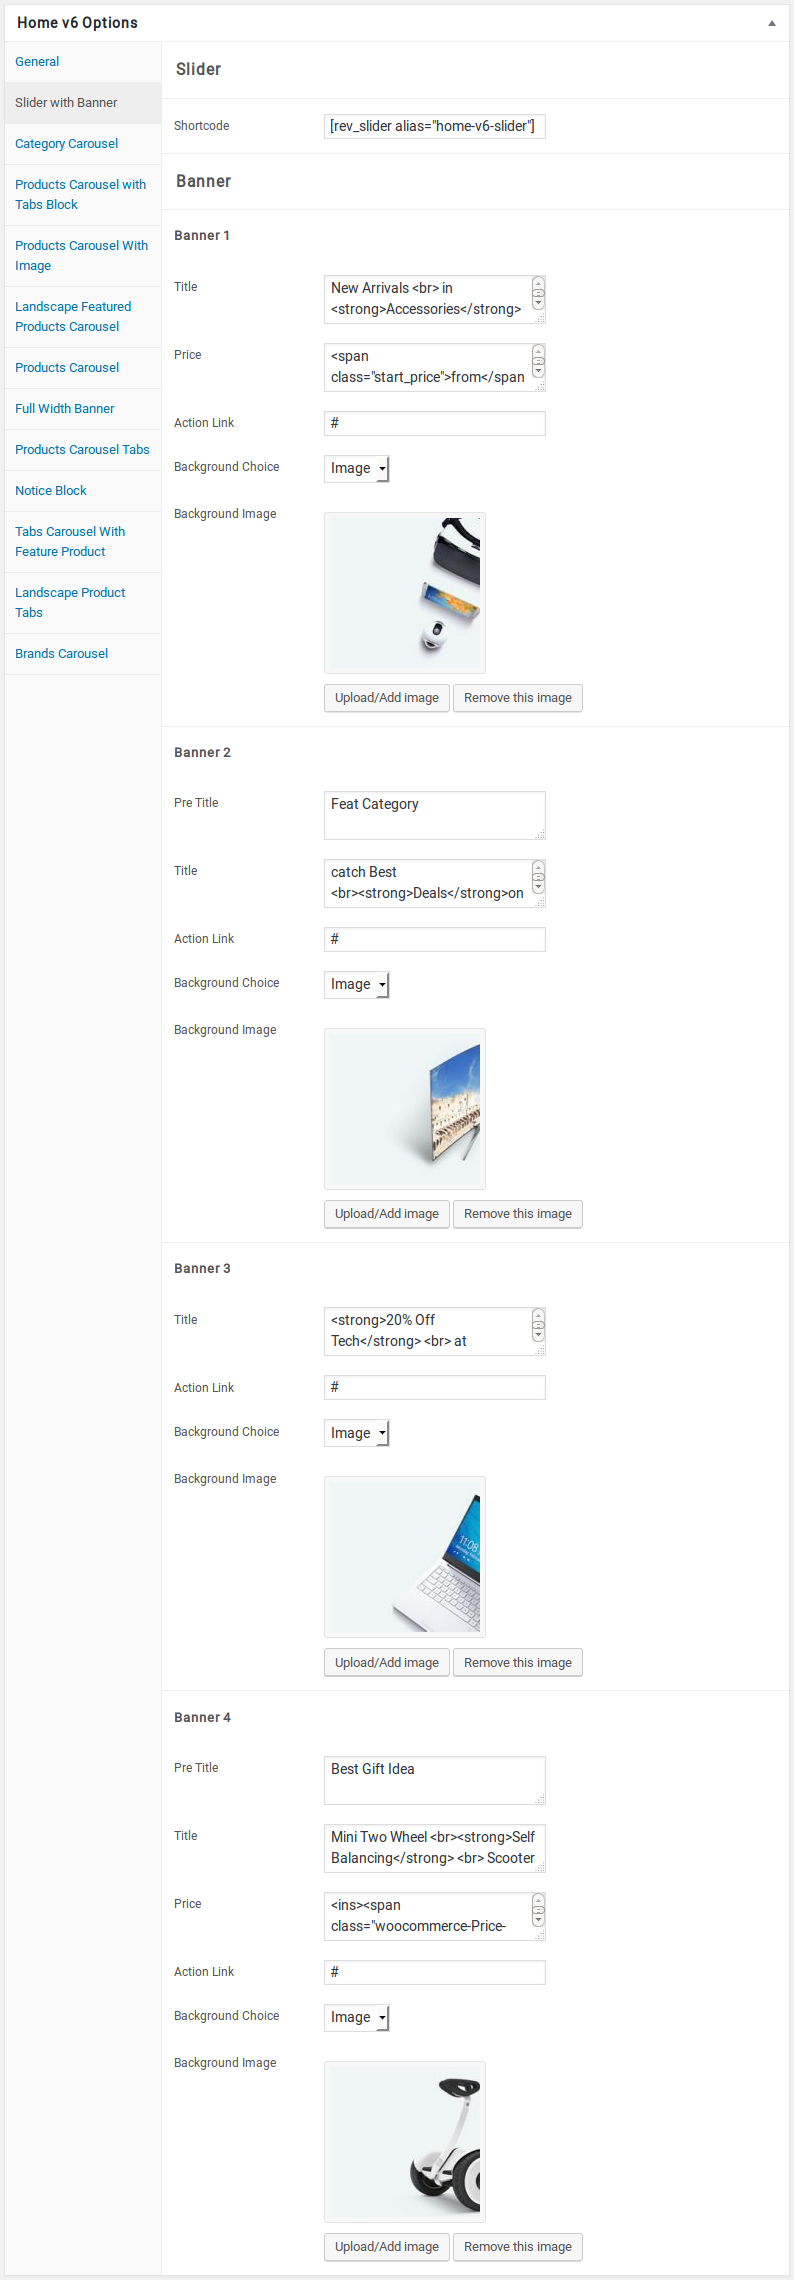 Home v6 Options
General
Slider with Banner
Category Carousel
Products Carousel with
Tabs Block
Products Carousel With
Image
Landscape Featured
Products Carousel
Products Carousel
Full Width Banner
Products Carousel Tabs
Notice Block
Tabs Carousel With
Feature Product
Landscape Product
Tabs
Brands Carousel
Slider
Shortcode
[rev_slider alias="home-v6-slider"]
Banner
Banner 1
Title
New Arrivals <br> in
<strong>Accessories</strong>
Price
<span
class="start_price">from</span
Action Link
#
Background Choice
Image
Background Image
Upload/Add image
Remove this image
Banner 2
Pre Title
Feat Category
Title
catch Best
<br><strong>Deals</strong>on
Action Link
#
Background Choice
Image
Background Image
Upload/Add image
Remove this image
Banner 3
Title
<strong>20% Off
Tech</strong> <br> at
Action Link
#
Background Choice
Image
Background Image
11:08
Upload/Add image
Remove this image
Banner 4
Pre Title
Best Gift Idea
Title
Mini Two Wheel <br><strong>Self
Balancing</strong> <br> Scooter
Price
<ins><span
class="woocommerce-Price-
Action Link
#
Background Choice
Image
Background Image
Upload/Add image
Remove this image